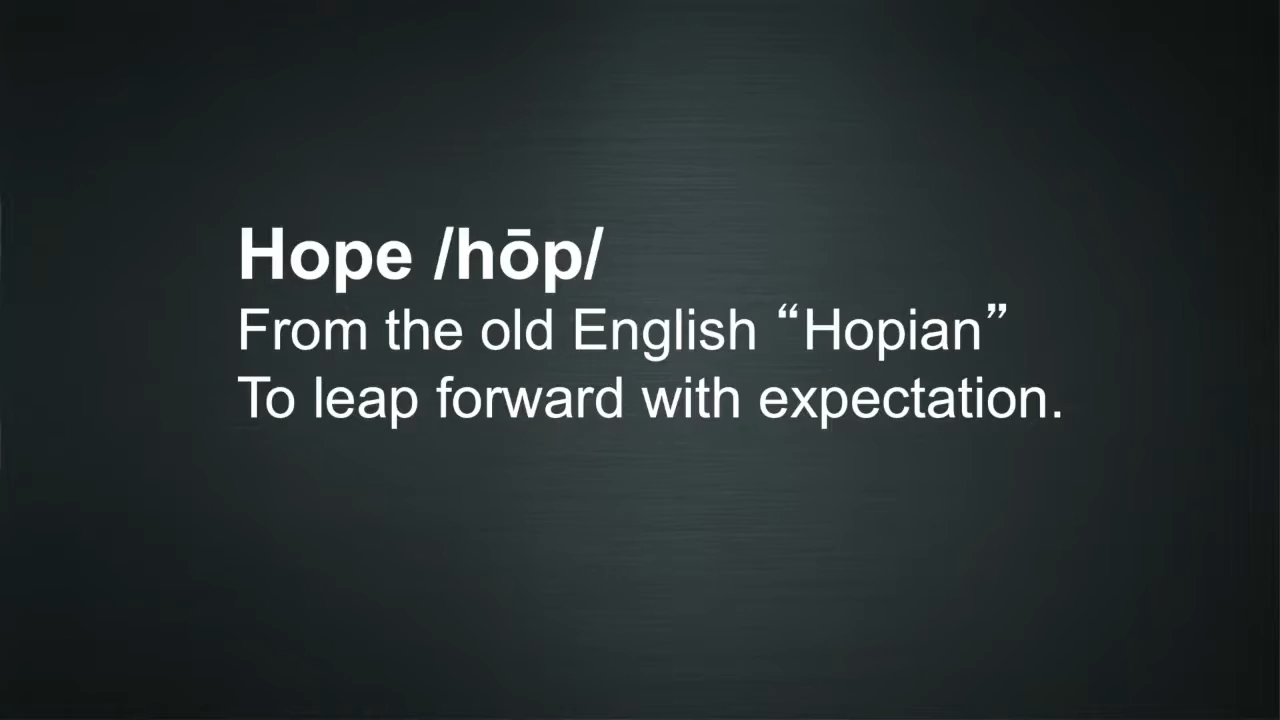 Hope /hōp/
From the old English “Hopian”
To leap forward with expectation.